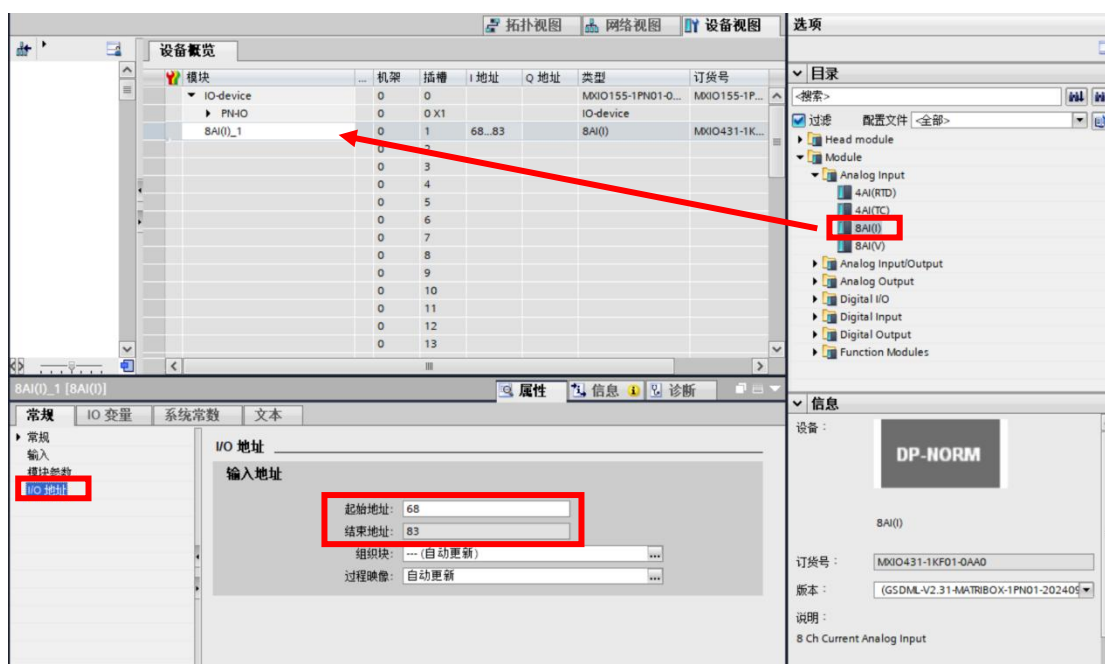 拓扑视图 网络视图 设备视图 选项
设备概览
模块 ... 机架 插槽 I 地址 Q 地址 类型 订货号
IO-device 0 0 MXIO155-1PN01-0... MXIO155-1P...
PN-IO 0 0 X1 IO-device
8AI(I)_1 0 1 68...83 8AI(I) MXIO431-1K...
0 2
0 3
0 4
0 5
0 6
0 7
0 8
0 9
0 10
0 11
0 12
0 13
目录
<搜索>
过滤 配置文件 <全部>
Head module
Module
Analog Input
4AI(RTD)
4AI(TC)
8AI(I)
8AI(V)
Analog Input/Output
Analog Output
Digital I/O
Digital Input
Digital Output
Function Modules
8AI(I)_1 [8AI(I)] 属性 信息 诊断
常规 IO 变量 系统常数 文本
常规
输入
模块参数
I/O 地址
I/O 地址
输入地址
起始地址: 68
结束地址: 83
组织块: --- (自动更新) ...
过程映像: 自动更新 ...
信息
设备:
DP-NORM
8AI(I)
订货号: MXIO431-1KF01-0AA0
版本: (GSDML-V2.31-MATRIBOX-1PN01-202409
说明:
8 Ch Current Analog Input